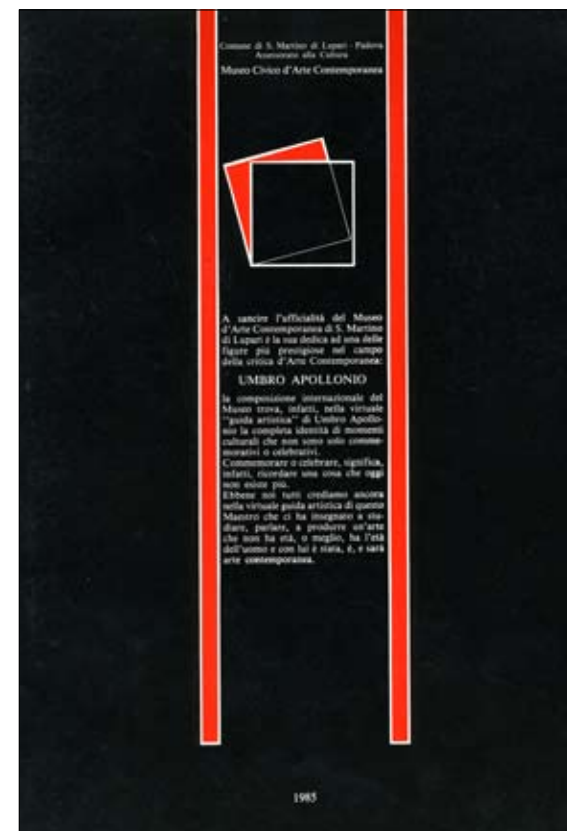 Comune di S. Martino di Lupari - Padova
Assessorato alla Cultura
Museo Civico d'Arte Contemporanea
A sancire l'ufficialità del Museo
d'Arte Contemporanea di S. Martino
di Lupari è la sua dedica ad una delle
figure più prestigiose nel campo
della critica d'Arte Contemporanea:
UMBRO APOLLONIO
la composizione internazionale del
Museo trova, infatti, nella virtuale
"guida artistica" di Umbro Apollo-
nio la completa identità di momenti
culturali che non sono solo comme-
morativi o celebrativi.
Commemorare o celebrare, significa,
infatti, ricordare una cosa che oggi
non esiste più.
Ebbene noi tutti crediamo ancora
nella virtuale guida artistica di questo
Maestro che ci ha insegnato a stu-
diare, parlare, a produrre un'arte
che non ha età, o meglio, ha l'età
dell'uomo e con lui è stata, è, e sarà
arte contemporanea.
1985